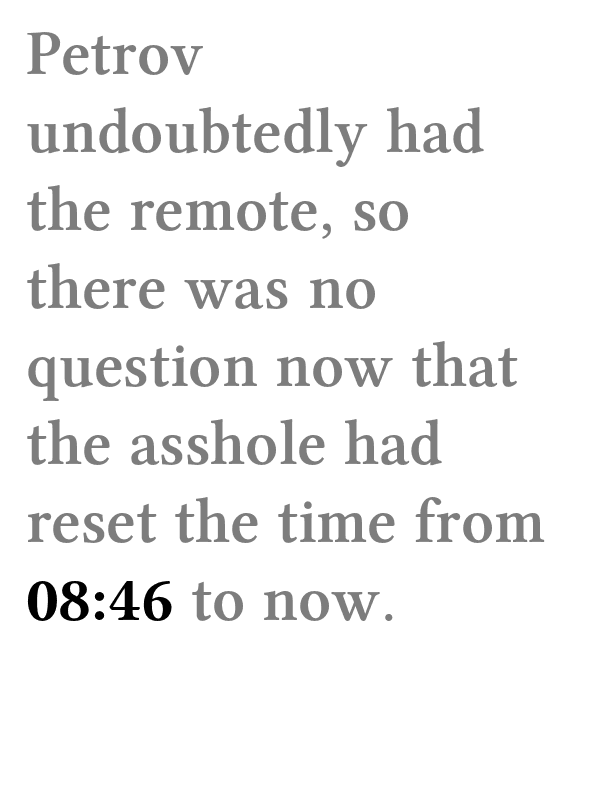 Petrov
undoubtedly had
the remote, so
there was no
question now that
the asshole had
reset the time from
08:46 to now.